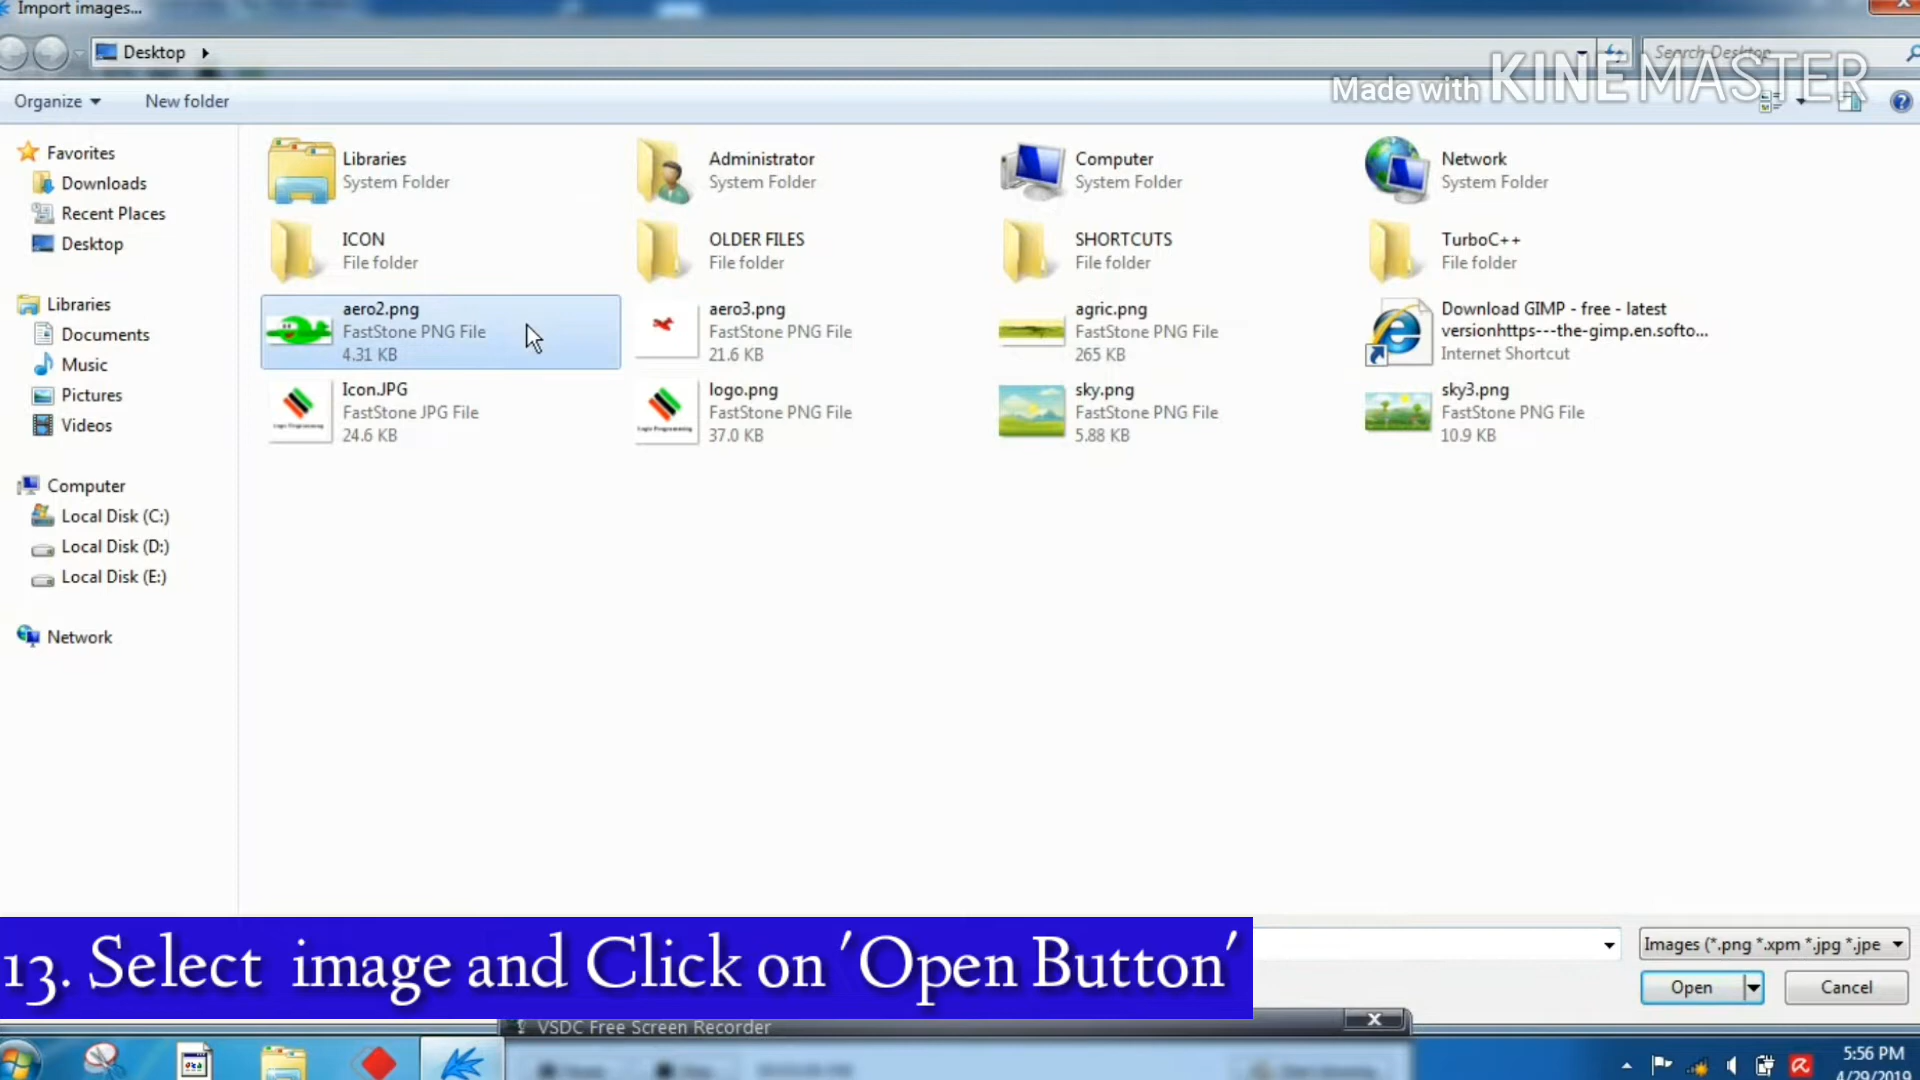 Import images...
Desktop
Search Desktop
Made with KINEMASTER
Organize
New folder
Favorites
Downloads
Recent Places
Desktop
Libraries
Documents
Music
Pictures
Videos
Computer
Local Disk (C:)
Local Disk (D:)
Local Disk (E:)
Network
Libraries
System Folder
Administrator
System Folder
Computer
System Folder
Network
System Folder
ICON
File folder
OLDER FILES
File folder
SHORTCUTS
File folder
TurboC++
File folder
aero2.png
FastStone PNG File
4.31 KB
aero3.png
FastStone PNG File
21.6 KB
agric.png
FastStone PNG File
265 KB
Download GIMP - free - latest
versionhttps---the-gimp.en.softo...
Internet Shortcut
Icon.JPG
FastStone JPG File
24.6 KB
logo.png
FastStone PNG File
37.0 KB
sky.png
FastStone PNG File
5.88 KB
sky3.png
FastStone PNG File
10.9 KB
13. Select image and Click on 'Open Button'
Images (*.png *.xpm *.jpg *.jpe
Open
Cancel
VSDC Free Screen Recorder
5:56 PM
4/29/2019